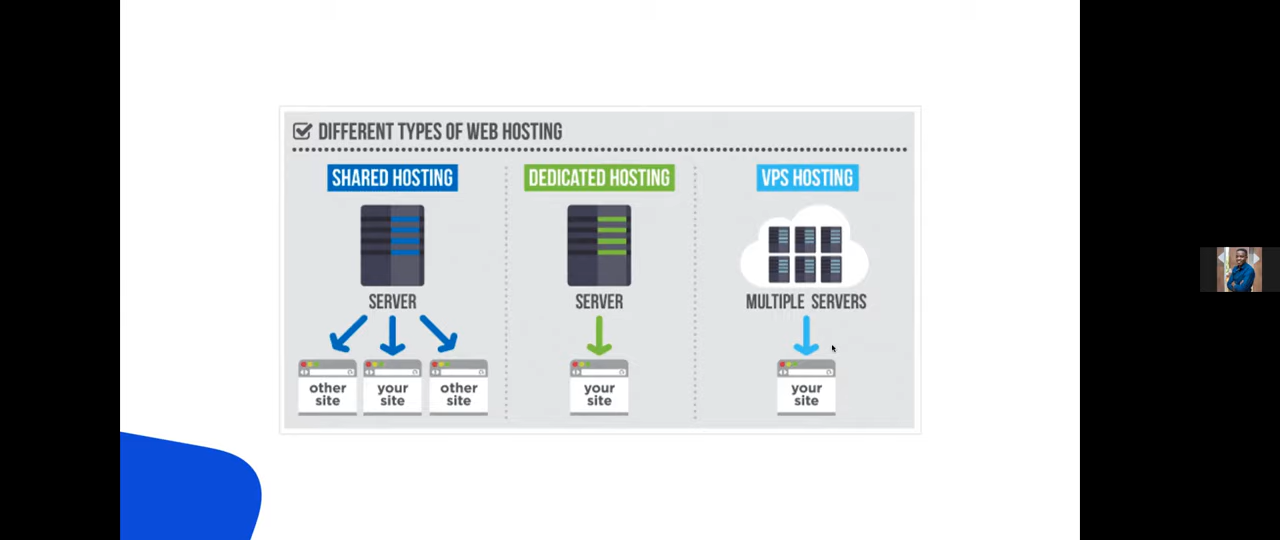 DIFFERENT TYPES OF WEB HOSTING
SHARED HOSTING
SERVER
other site
your site
other site
DEDICATED HOSTING
SERVER
your site
VPS HOSTING
MULTIPLE SERVERS
your site